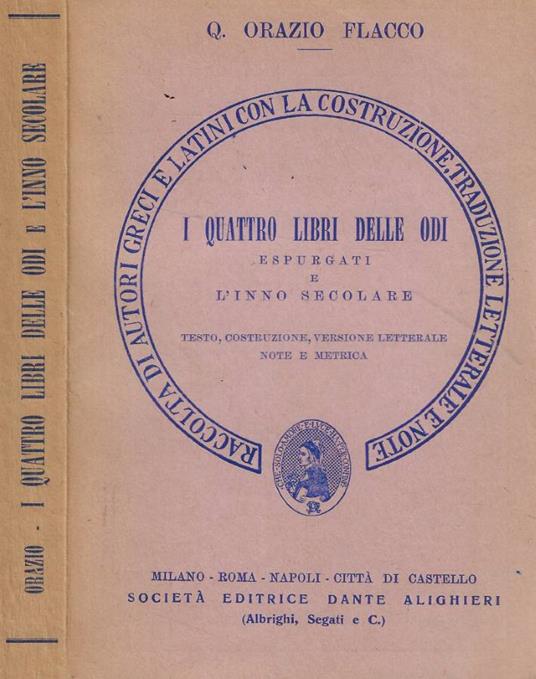 ORAZIO - I QUATTRO LIBRI DELLE ODI E L'INNO SECOLARE
Q. ORAZIO FLACCO
RACCOLTA DI AUTORI GRECI E LATINI CON LA COSTRUZIONE, TRADUZIONE LETTERALE E NOTE
I QUATTRO LIBRI DELLE ODI
ESPURGATI
E
L'INNO SECOLARE
TESTO, COSTRUZIONE, VERSIONE LETTERALE
NOTE E METRICA
MILANO - ROMA - NAPOLI - CITTÀ DI CASTELLO
SOCIETÀ EDITRICE DANTE ALIGHIERI
(Albrighi, Segati e C.)